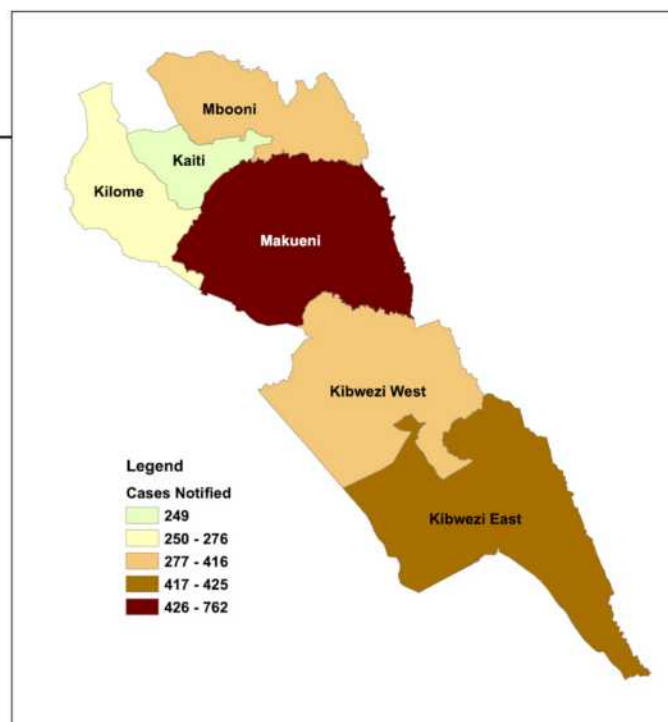 Mbooni
Kaiti
Kilome
Makueni
Kibwezi West
Kibwezi East
Legend
Cases Notified
249
250 - 276
277 - 416
417 - 425
426 - 762